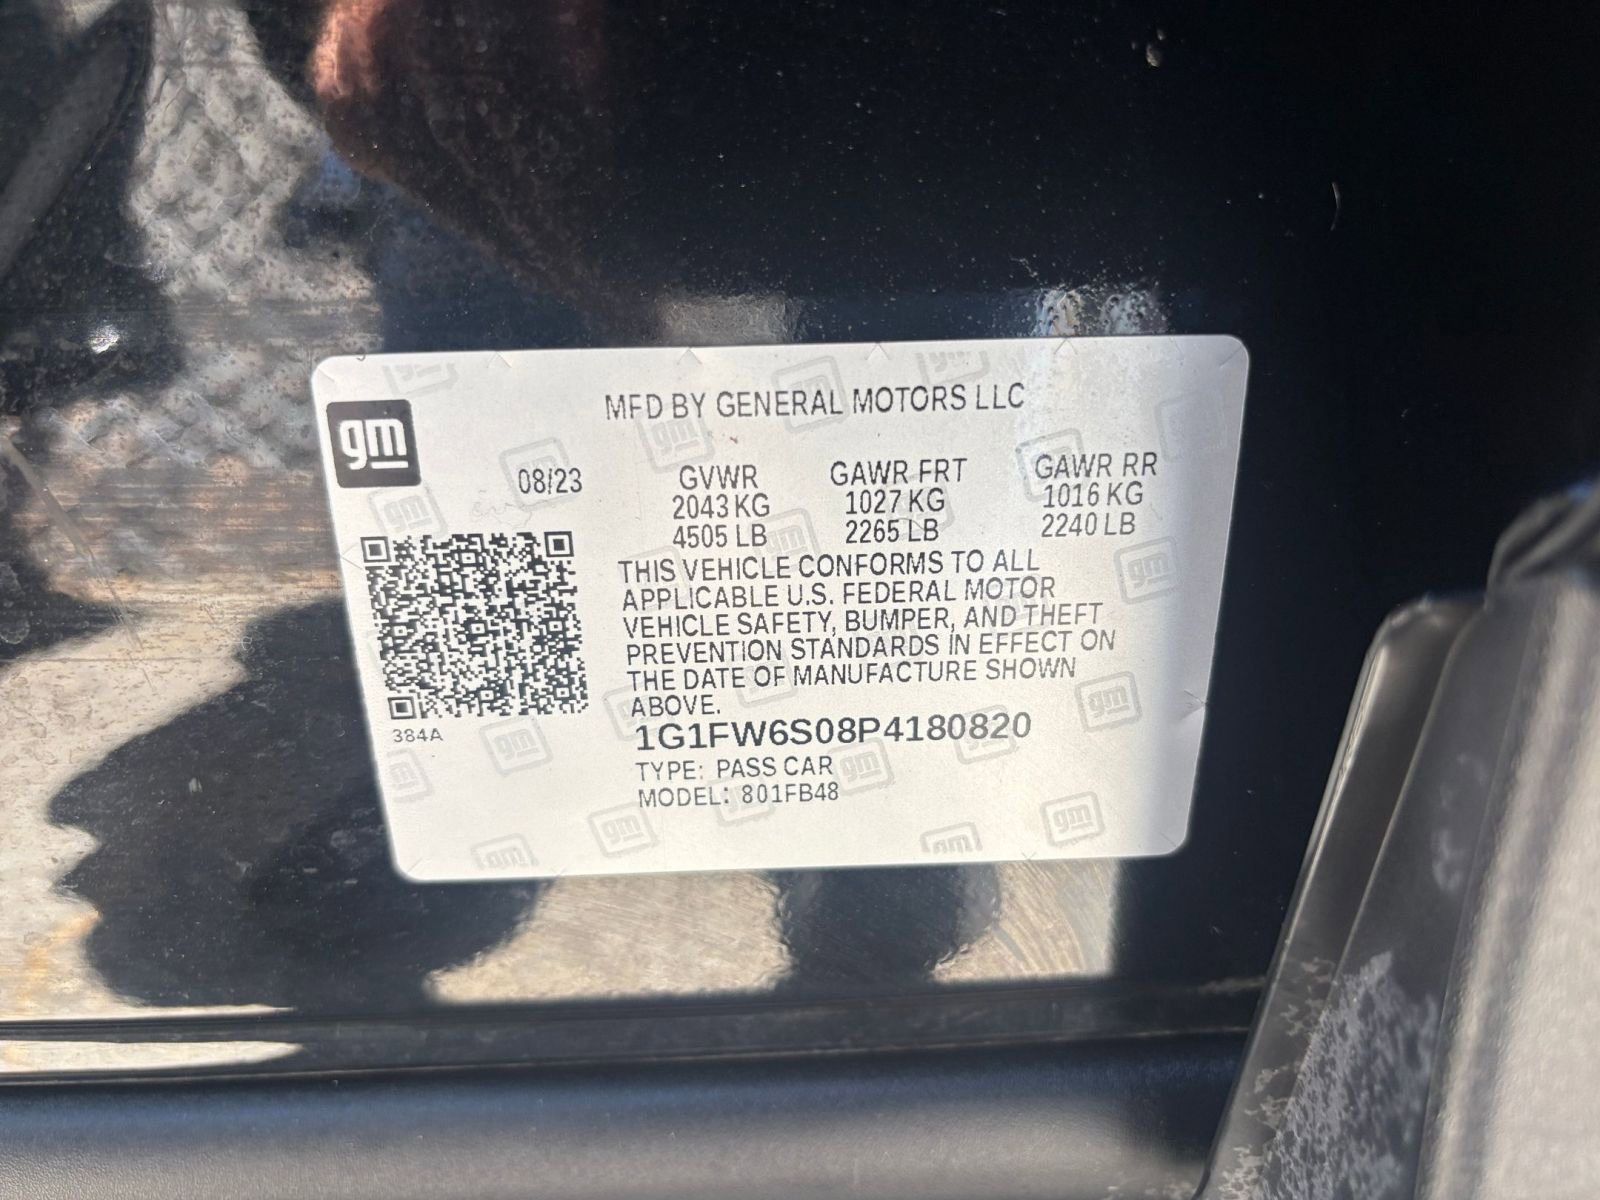 MFD BY GENERAL MOTORS LLC
gm
08/23
GVWR GAWR FRT GAWR RR
2043 KG 1027 KG 1016 KG
4505 LB 2265 LB 2240 LB
THIS VEHICLE CONFORMS TO ALL
APPLICABLE U.S. FEDERAL MOTOR
VEHICLE SAFETY, BUMPER, AND THEFT
PREVENTION STANDARDS IN EFFECT ON
THE DATE OF MANUFACTURE SHOWN
ABOVE.
384A
1G1FW6S08P4180820
TYPE: PASS CAR
MODEL: 801FB48